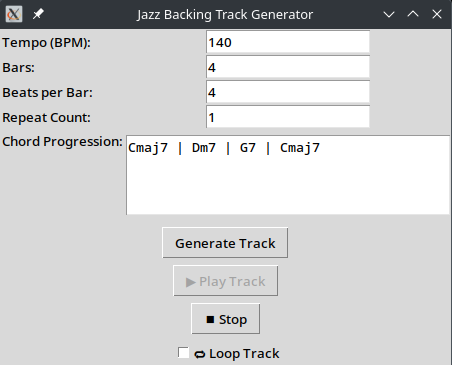 Jazz Backing Track Generator
Tempo (BPM): 140
Bars: 4
Beats per Bar: 4
Repeat Count: 1
Chord Progression: Cmaj7 | Dm7 | G7 | Cmaj7
Generate Track
▶ Play Track
■ Stop
🔁 Loop Track